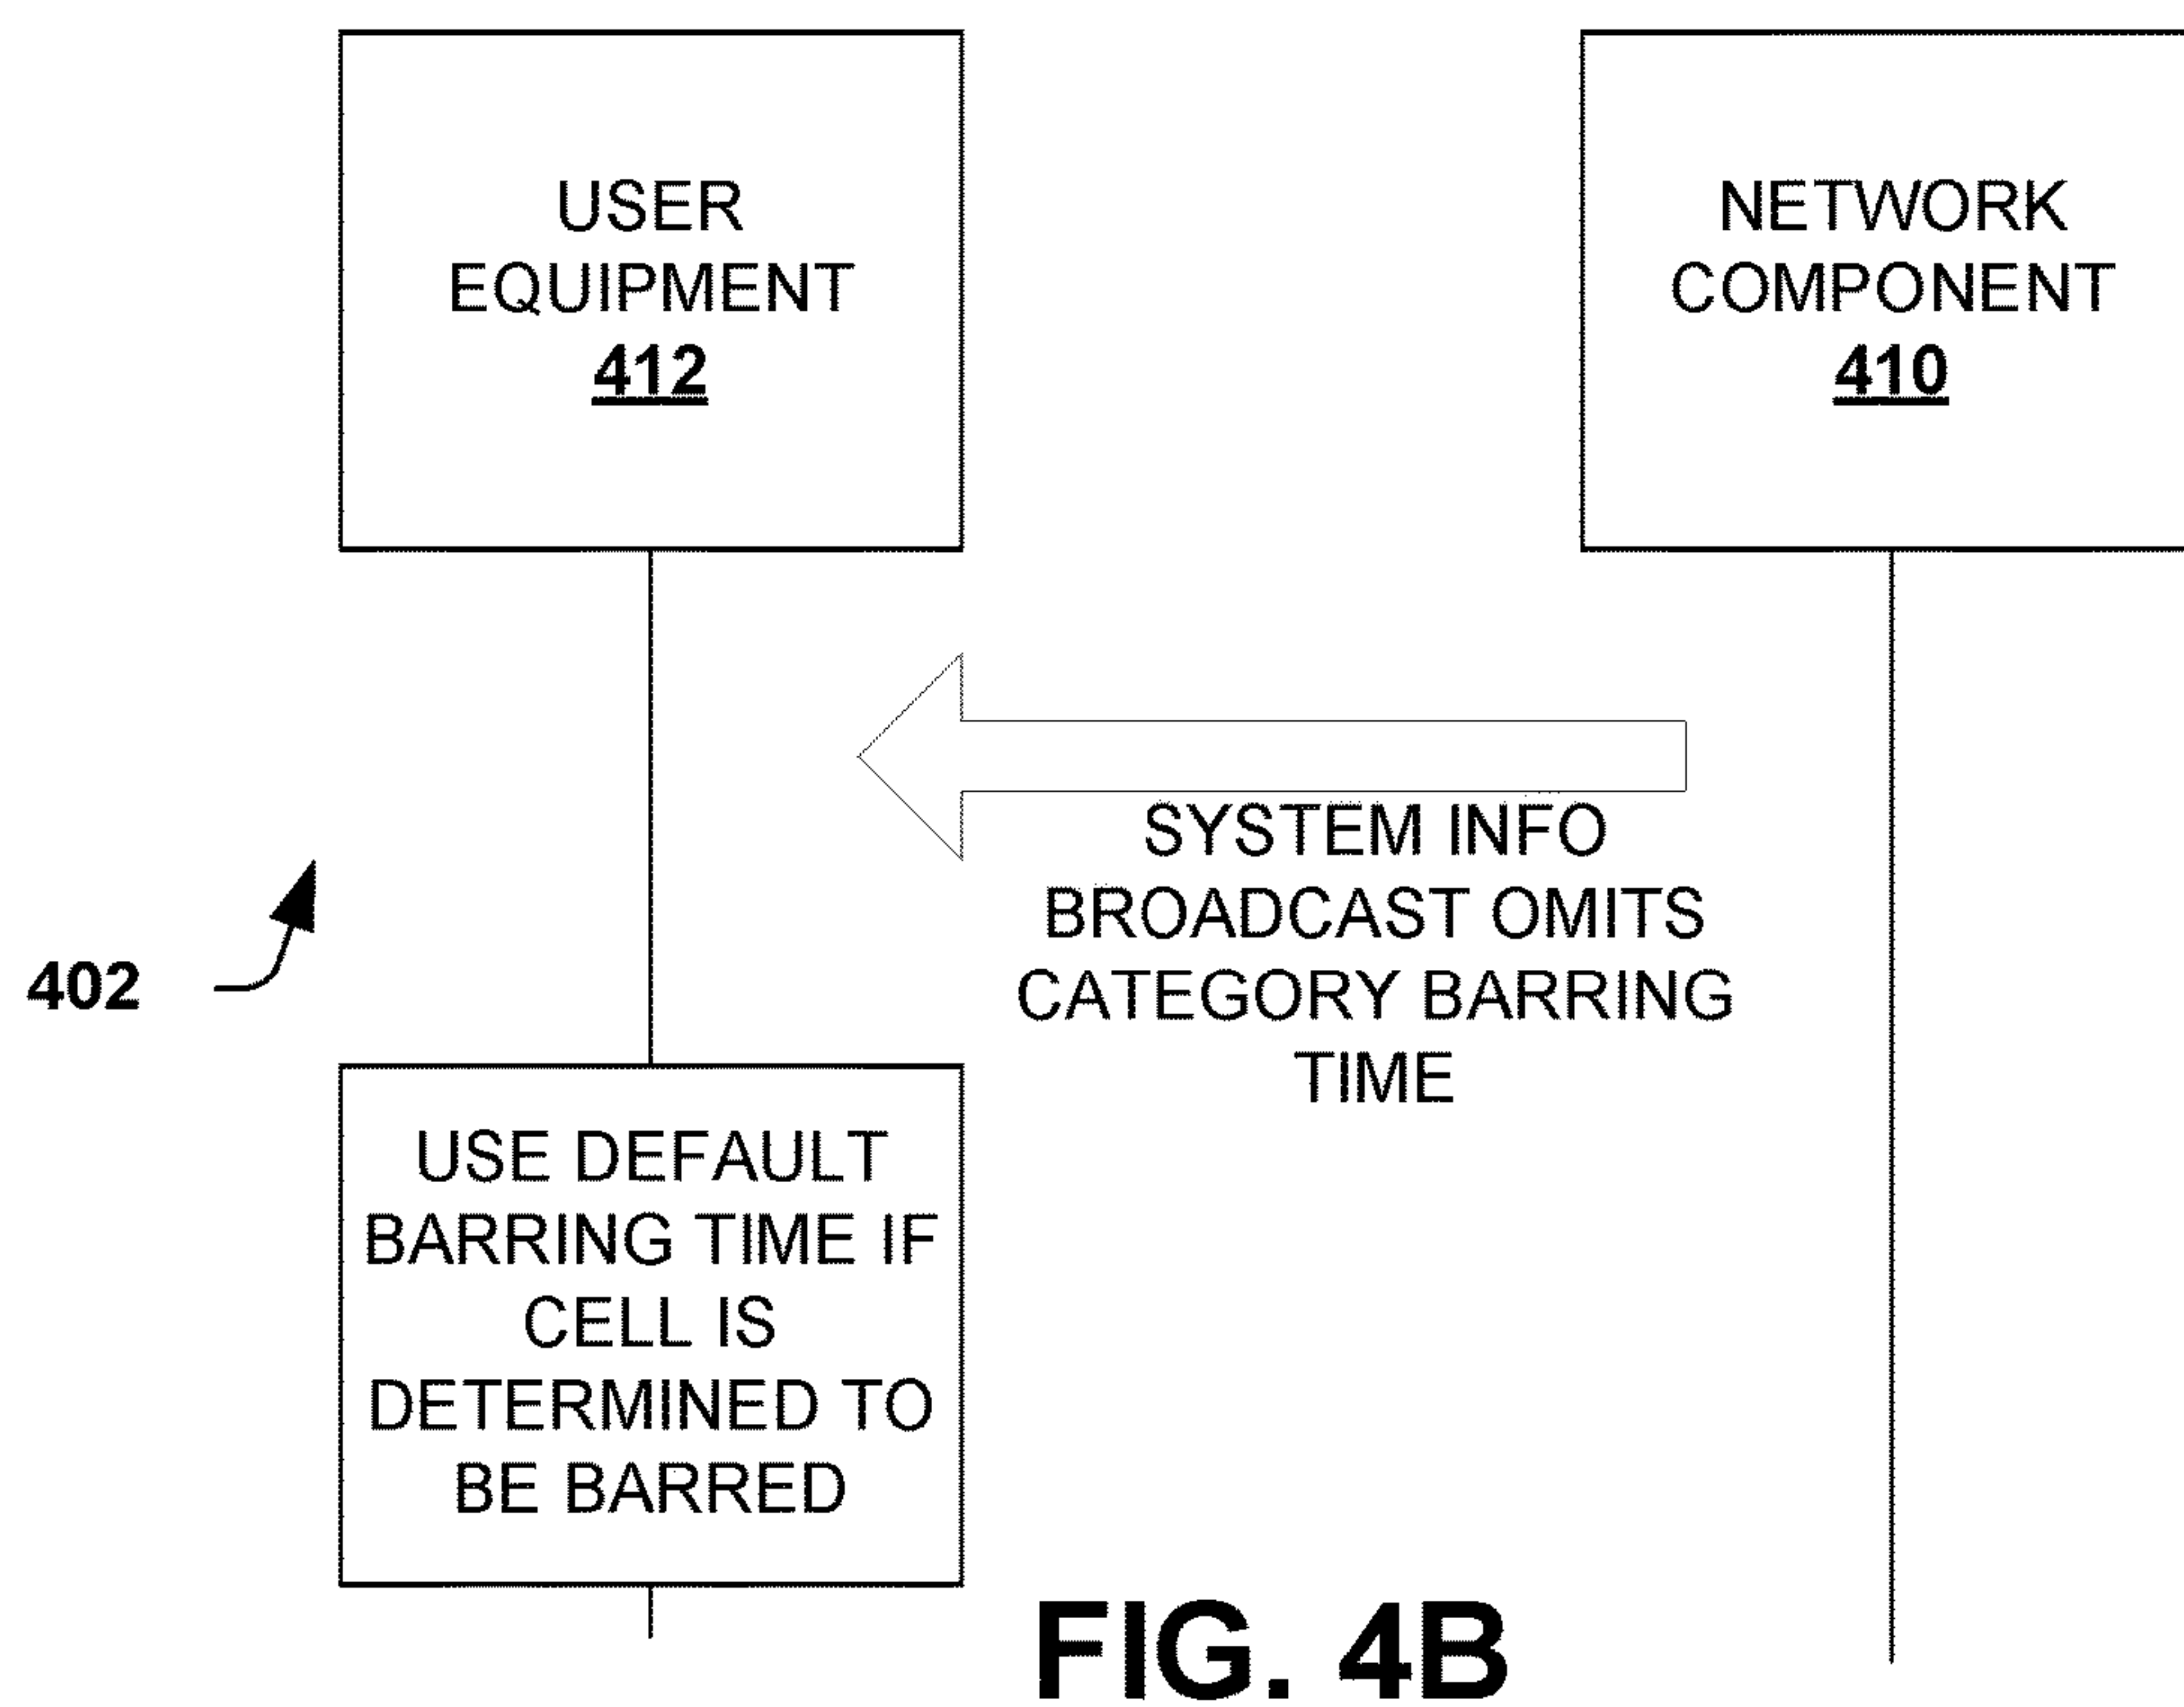 USER
EQUIPMENT
412
NETWORK
COMPONENT
410
SYSTEM INFO
BROADCAST OMITS
CATEGORY BARRING
TIME
402
USE DEFAULT
BARRING TIME IF
CELL IS
DETERMINED TO
BE BARRED
FIG. 4B